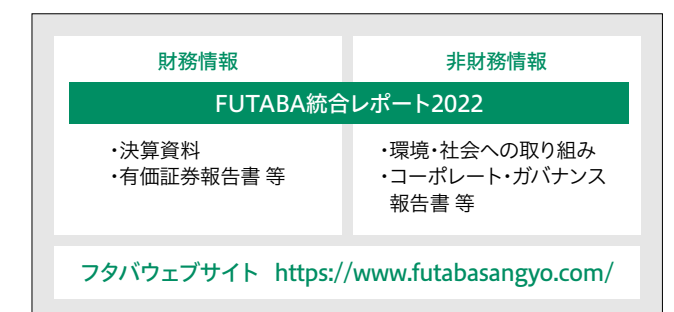 財務情報
非財務情報
FUTABA統合レポート2022
・決算資料
・有価証券報告書 等
・環境・社会への取り組み
・コーポレート・ガバナンス
報告書 等
フタバウェブサイト https://www.futabasangyo.com/